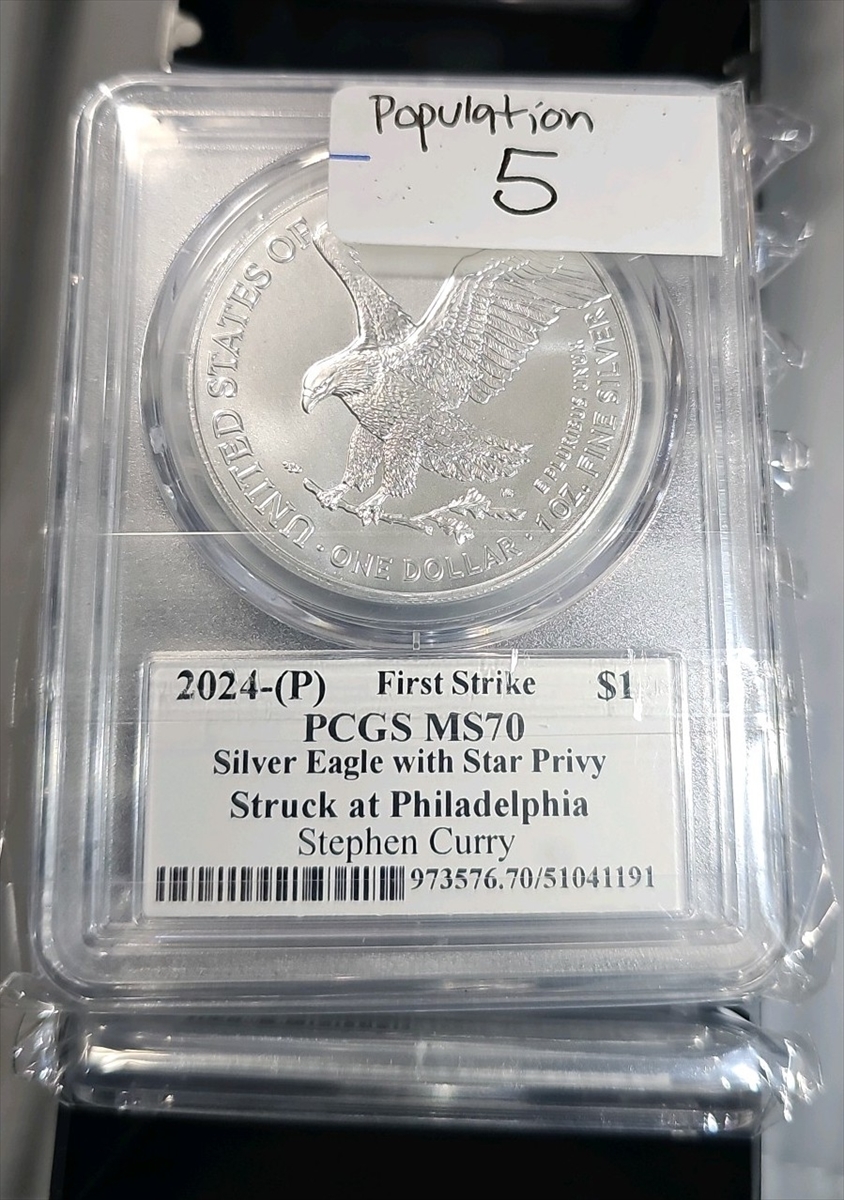 Population
5
UNITED STATES OF
E PLURIBUS UNUM
· ONE DOLLAR · 1 OZ. FINE SILVER
2024-(P) First Strike $1
PCGS MS70
Silver Eagle with Star Privy
Struck at Philadelphia
Stephen Curry
973576.70/51041191